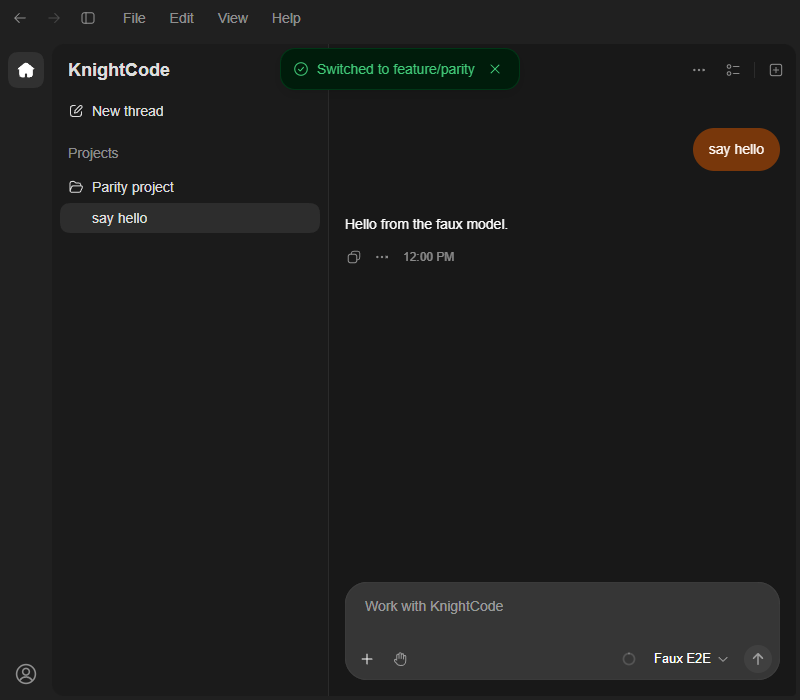 File Edit View Help
KnightCode
Switched to feature/parity
New thread
Projects
Parity project
say hello
say hello
Hello from the faux model.
12:00 PM
Work with KnightCode
Faux E2E